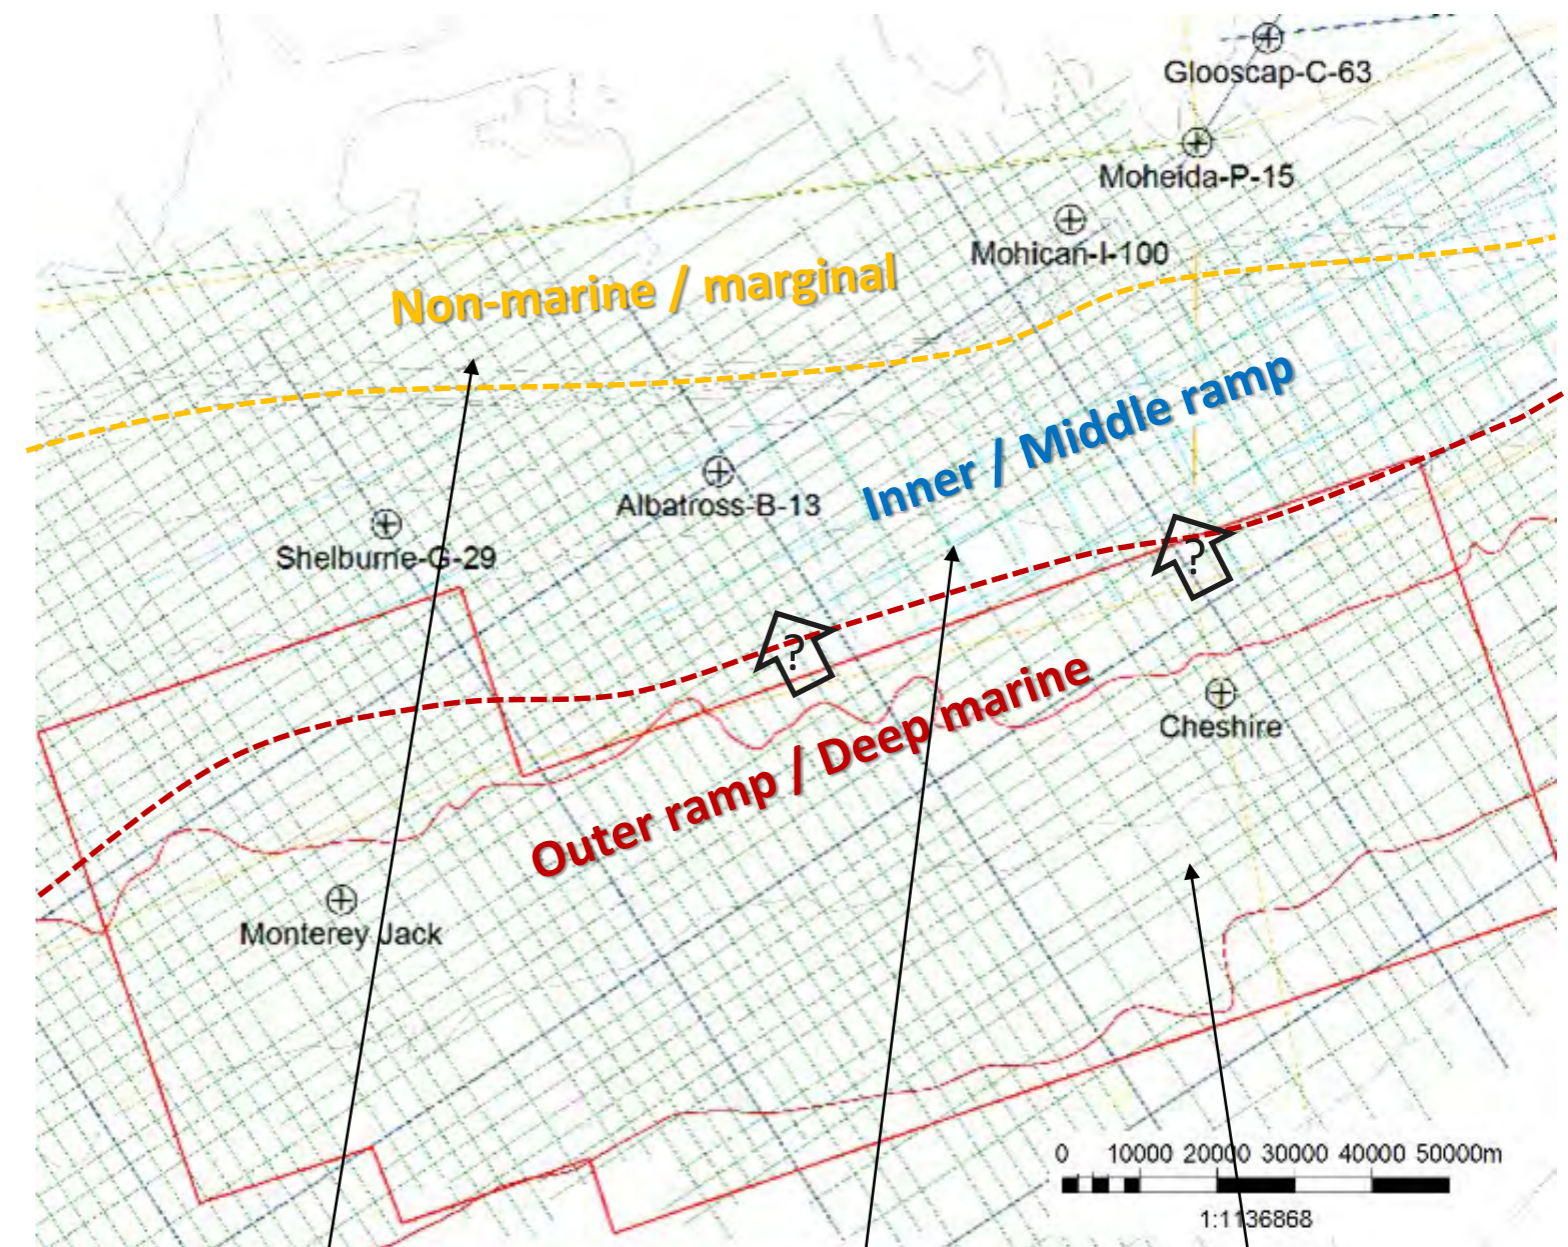 Glooscap-C-63
Moheida-P-15
Mohican-I-100
Non-marine / marginal
Inner / Middle ramp
Albatross-B-13
Shelburne-G-29
?
?
Outer ramp / Deep marine
Cheshire
Monterey Jack
0 10000 20000 30000 40000 50000m
1:1136868